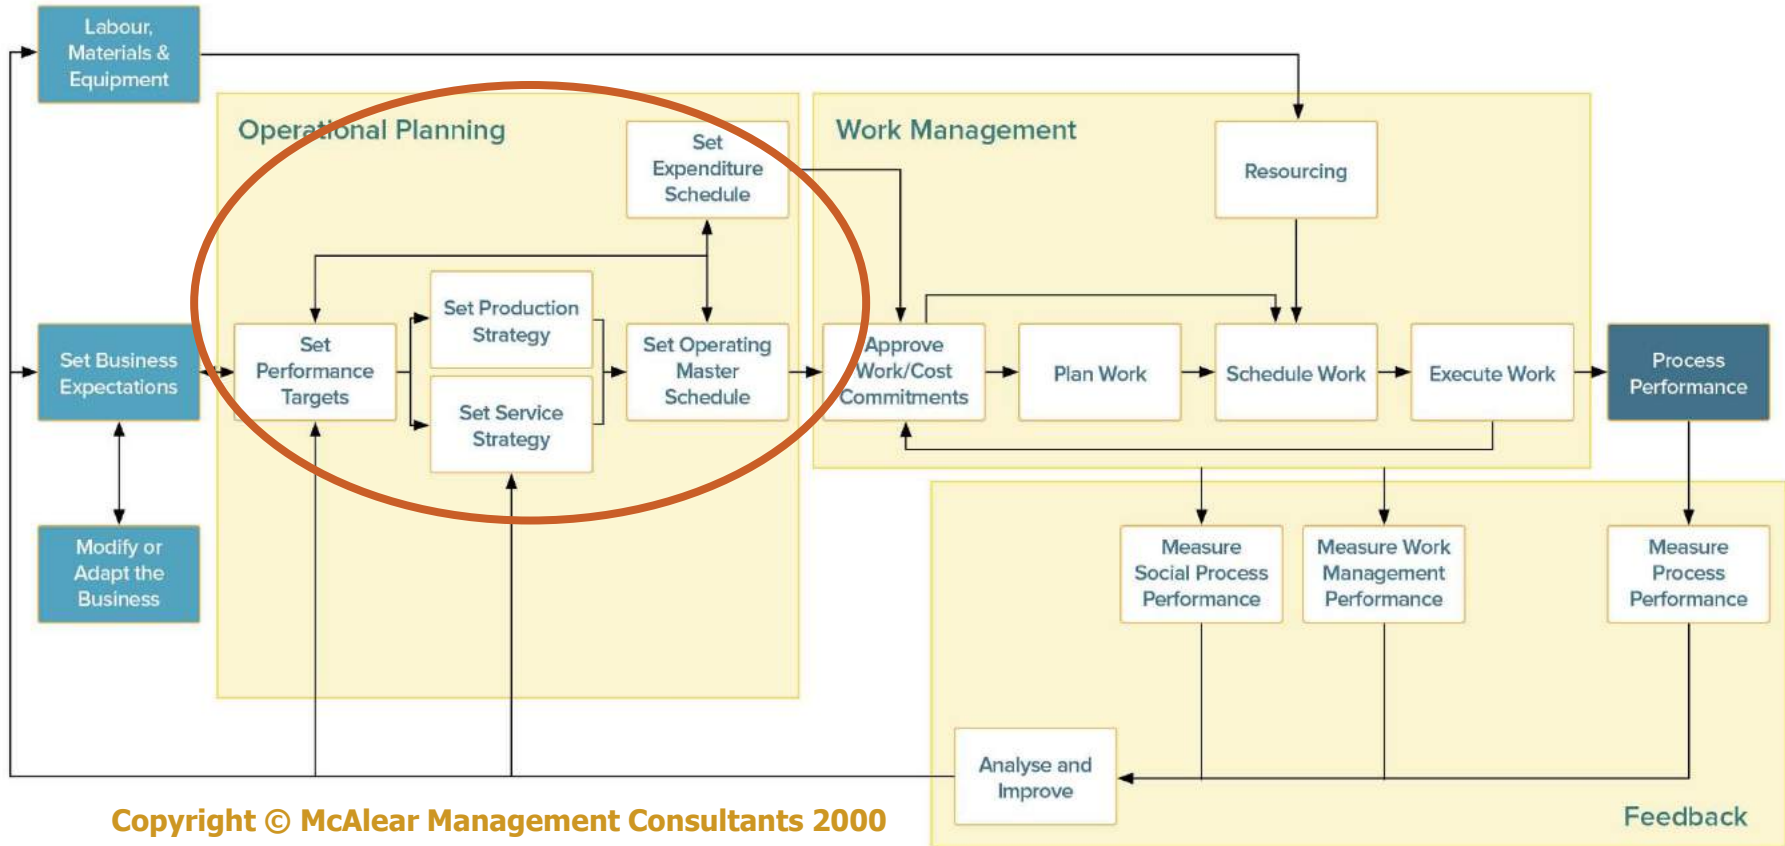 Labour,
Materials &
Equipment
Operational Planning
Set
Expenditure
Schedule
Work Management
Resourcing
Set Business
Expectations
Set
Performance
Targets
Set Production
Strategy
Set Service
Strategy
Set Operating
Master
Schedule
Approve
Work/Cost
Commitments
Plan Work
Schedule Work
Execute Work
Process
Performance
Modify or
Adapt the
Business
Measure
Social Process
Performance
Measure Work
Management
Performance
Measure
Process
Performance
Analyse and
Improve
Feedback
Copyright © McAlear Management Consultants 2000